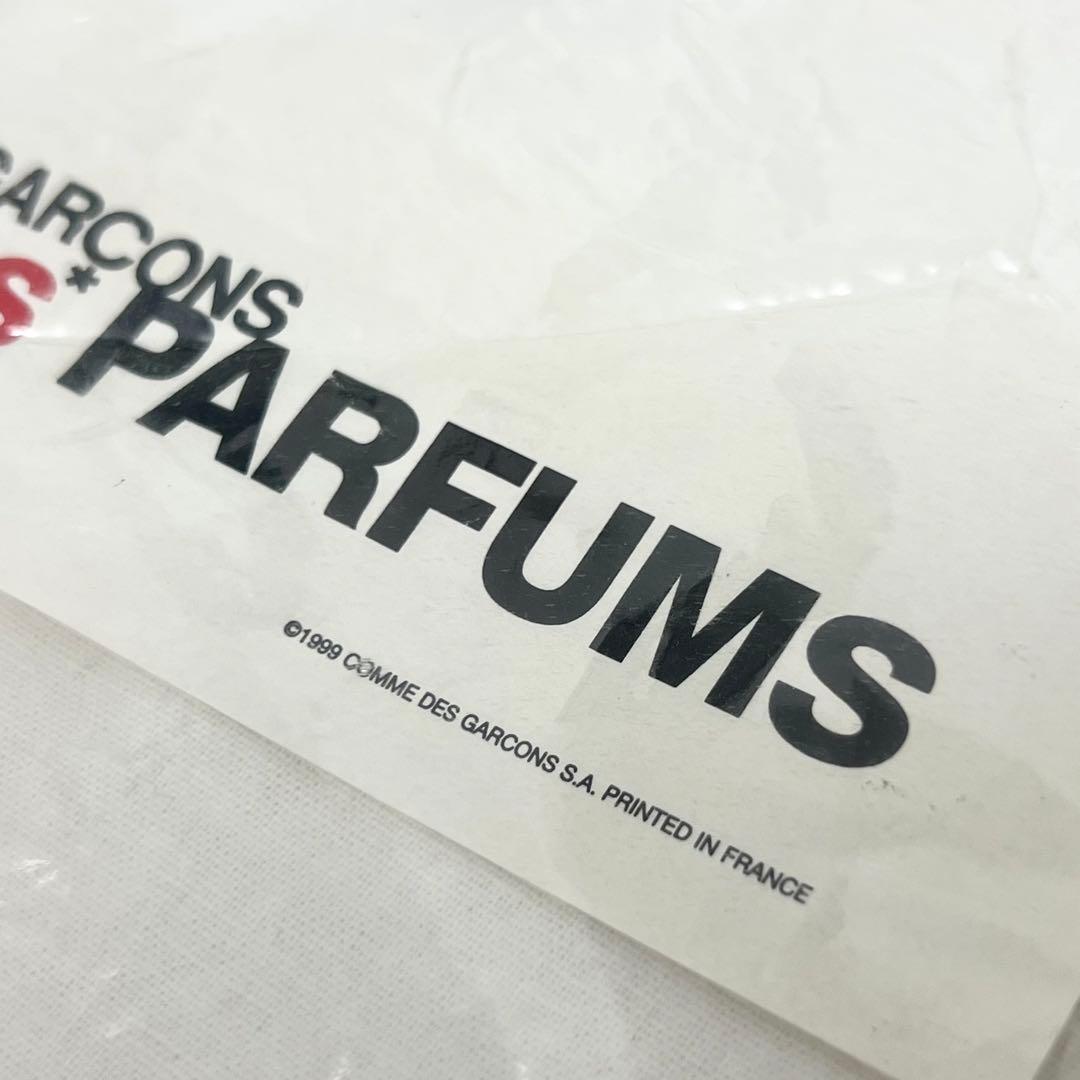 GARCONS
S* PARFUMS
©1999 COMME DES GARCONS S.A. PRINTED IN FRANCE